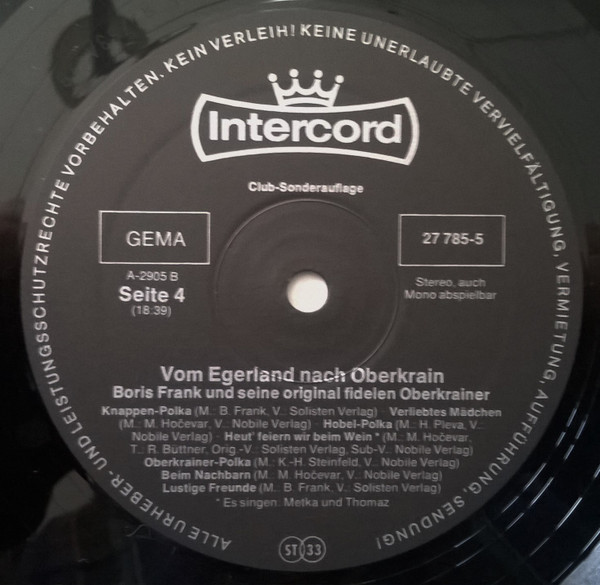 ALLE URHEBER- UND LEISTUNGSSCHUTZRECHTE VORBEHALTEN. KEIN VERLEIH! KEINE UNERLAUBTE VERVIELFÄLTIGUNG, VERMIETUNG, AUFFÜHRUNG, SENDUNG!
Intercord
Club-Sonderauflage
GEMA
27 785-5
A-2905 B
Seite 4
(18:39)
Stereo, auch
Mono abspielbar
Vom Egerland nach Oberkrain
Boris Frank und seine original fidelen Oberkrainer
Knappen-Polka (M.: B. Frank, V.: Solisten Verlag) · Verliebtes Mädchen
(M.: M. Hočevar, V.: Nobile Verlag) · Hobel-Polka (M.: H. Pleva, V.:
Nobile Verlag) · Heut' feiern wir beim Wein * (M.: M. Hočevar,
T.: R. Büttner, Orig.-V.: Solisten Verlag, Sub-V.: Nobile Verlag)
Oberkrainer-Polka (M.: K.-H. Steinfeld, V.: Nobile Verlag)
Beim Nachbarn (M.: M. Hočevar, V.: Nobile Verlag)
Lustige Freunde (M.: B. Frank, V.: Solisten Verlag)
* Es singen: Metka und Thomaz
ST 33